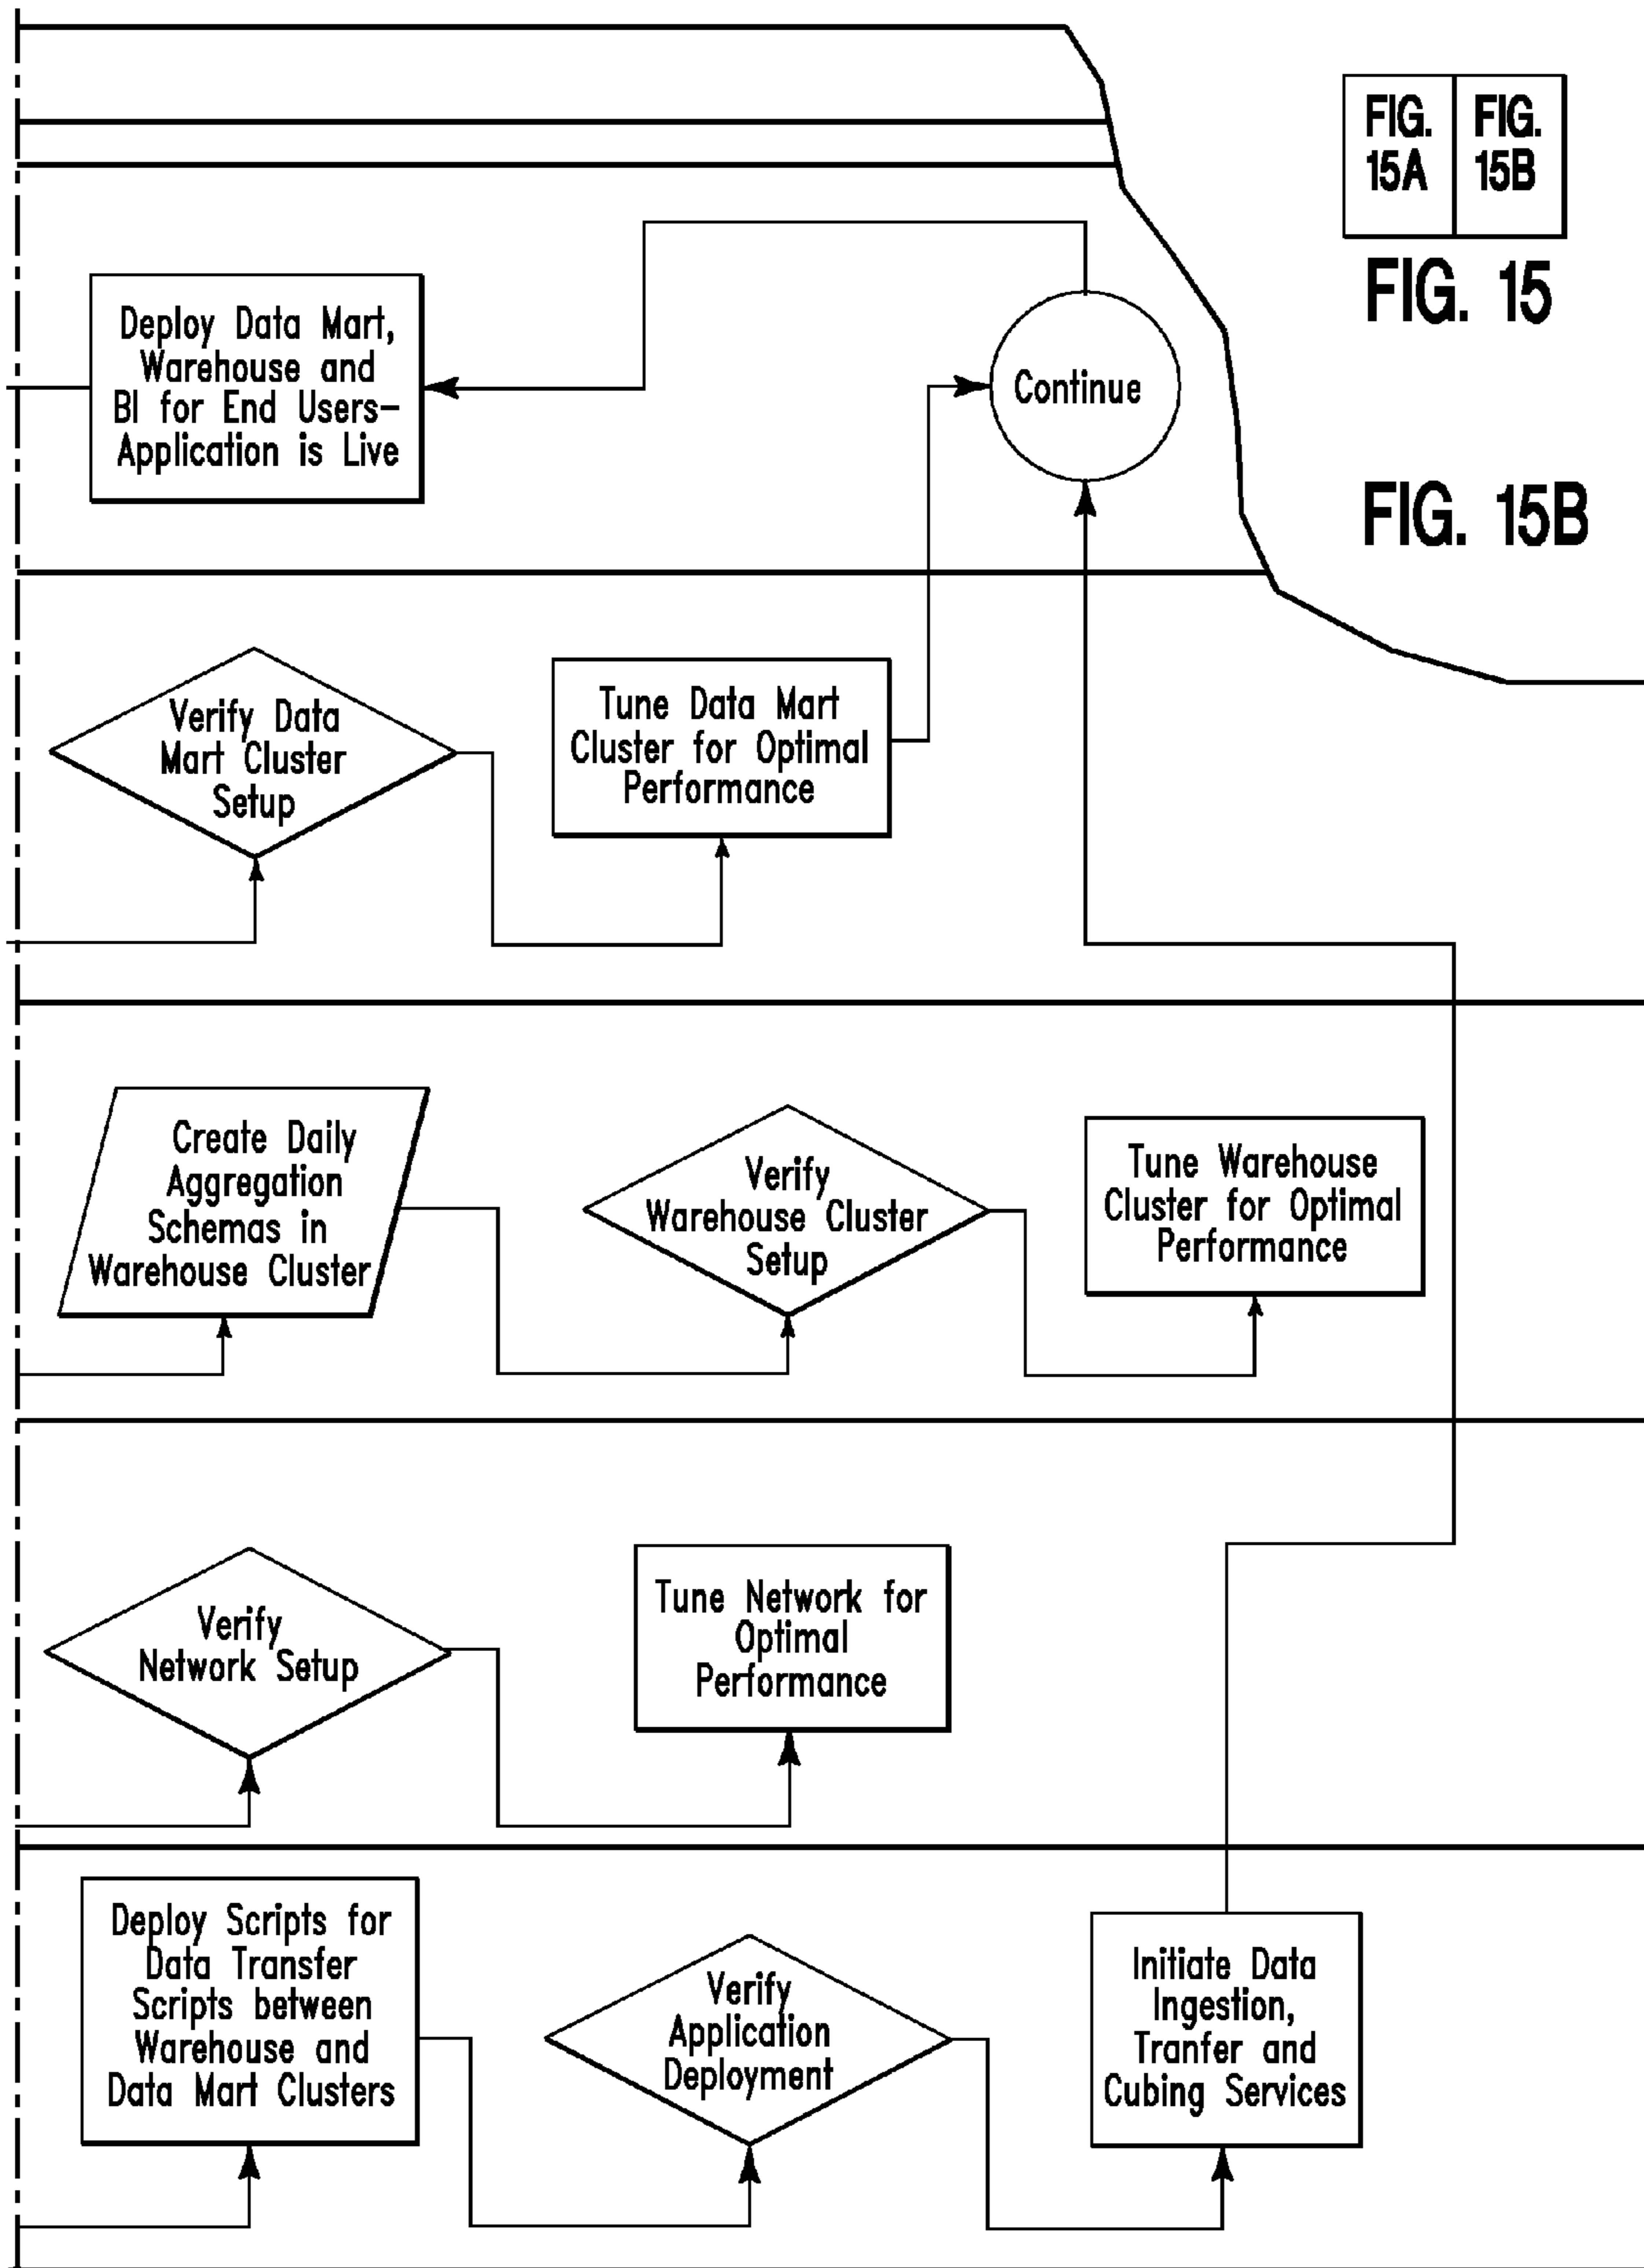 FIG.
15A
FIG.
15B
FIG. 15
FIG. 15B
Deploy Data Mart,
Warehouse and
BI for End Users-
Application is Live
Continue
Verify Data
Mart Cluster
Setup
Tune Data Mart
Cluster for Optimal
Performance
Create Daily
Aggregation
Schemas in
Warehouse Cluster
Verify
Warehouse Cluster
Setup
Tune Warehouse
Cluster for Optimal
Performance
Verify
Network Setup
Tune Network for
Optimal
Performance
Deploy Scripts for
Data Transfer
Scripts between
Warehouse and
Data Mart Clusters
Verify
Application
Deployment
Initiate Data
Ingestion,
Tranfer and
Cubing Services